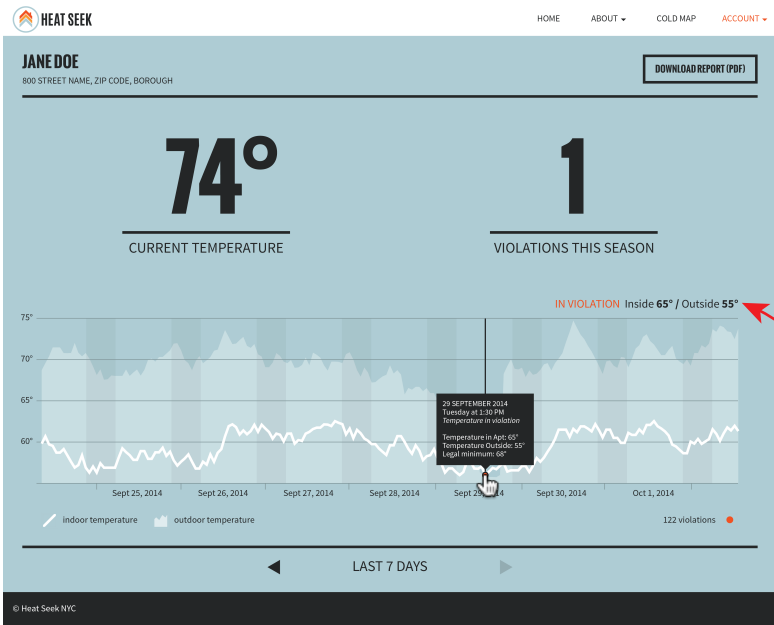 HEAT SEEK
HOME ABOUT COLD MAP ACCOUNT
JANE DOE
800 STREET NAME, ZIP CODE, BOROUGH
DOWNLOAD REPORT (PDF)
74° 1
CURRENT TEMPERATURE VIOLATIONS THIS SEASON
IN VIOLATION Inside 65° / Outside 55°
75°
70°
65°
60°
29 SEPTEMBER 2014
Tuesday at 1:30 PM
Temperature in violation
Temperature in Apt: 65°
Temperature Outside: 55°
Legal minimum: 68°
Sept 25, 2014 Sept 26, 2014 Sept 27, 2014 Sept 28, 2014 Sept 29 4 Sept 30, 2014 Oct 1, 2014
indoor temperature outdoor temperature 122 violations
LAST 7 DAYS
© Heat Seek NYC